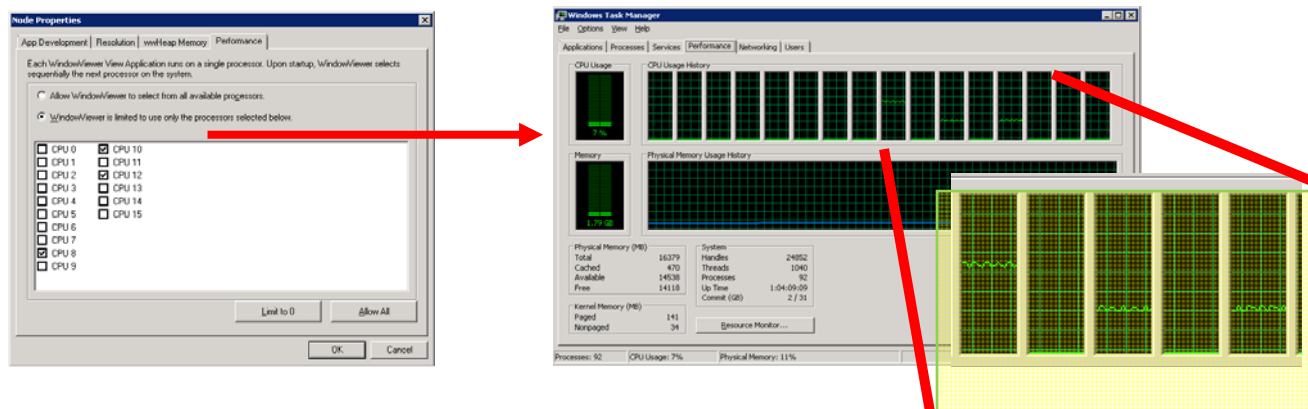 Node Properties
App Development Resolution wwHeap Memory Performance
Each WindowViewer View Application runs on a single processor. Upon startup, WindowViewer selects
sequentially the next processor on the system.
Allow WindowViewer to select from all available processors.
WindowViewer is limited to use only the processors selected below.
CPU 0 CPU 10
CPU 1 CPU 11
CPU 2 CPU 12
CPU 3 CPU 13
CPU 4 CPU 14
CPU 5 CPU 15
CPU 6
CPU 7
CPU 8
CPU 9
Limit to 0 Allow All
OK Cancel
Windows Task Manager
File Options View Help
Applications Processes Services Performance Networking Users
CPU Usage CPU Usage History
7 %
Memory Physical Memory Usage History
1.79 GB
Physical Memory (MB)
Total 16379
Cached 470
Available 14538
Free 14118
Kernel Memory (MB)
Paged 141
Nonpaged 34
System
Handles 24852
Threads 1040
Processes 92
Up Time 1:04:09:09
Commit (GB) 2 / 31
Resource Monitor...
Processes: 92 CPU Usage: 7% Physical Memory: 11%